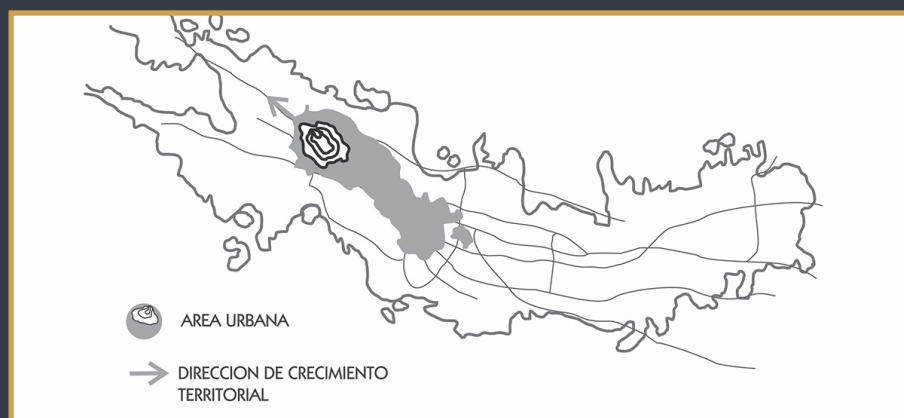 AREA URBANA
DIRECCION DE CRECIMIENTO
TERRITORIAL